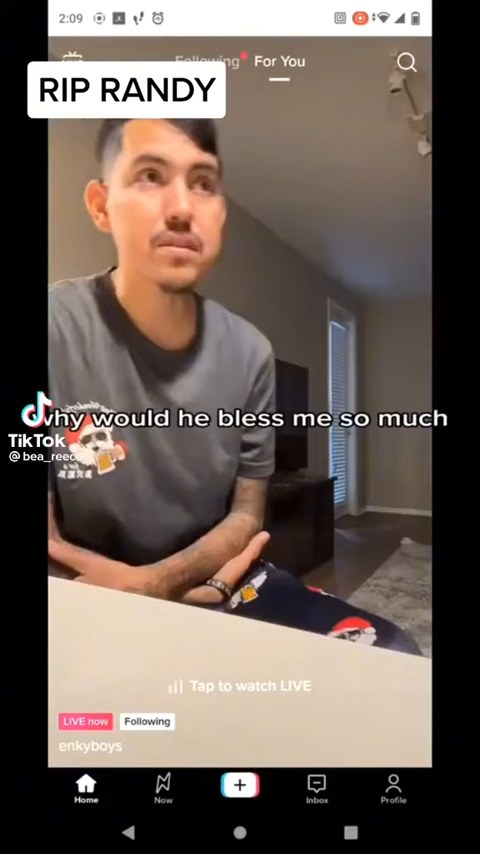 2:09
Following
For You
RIP RANDY
why would he bless me so much
TikTok
Tap to watch LIVE
LIVE now
Following
enkyboys
Home
Now
Inbox
Profile